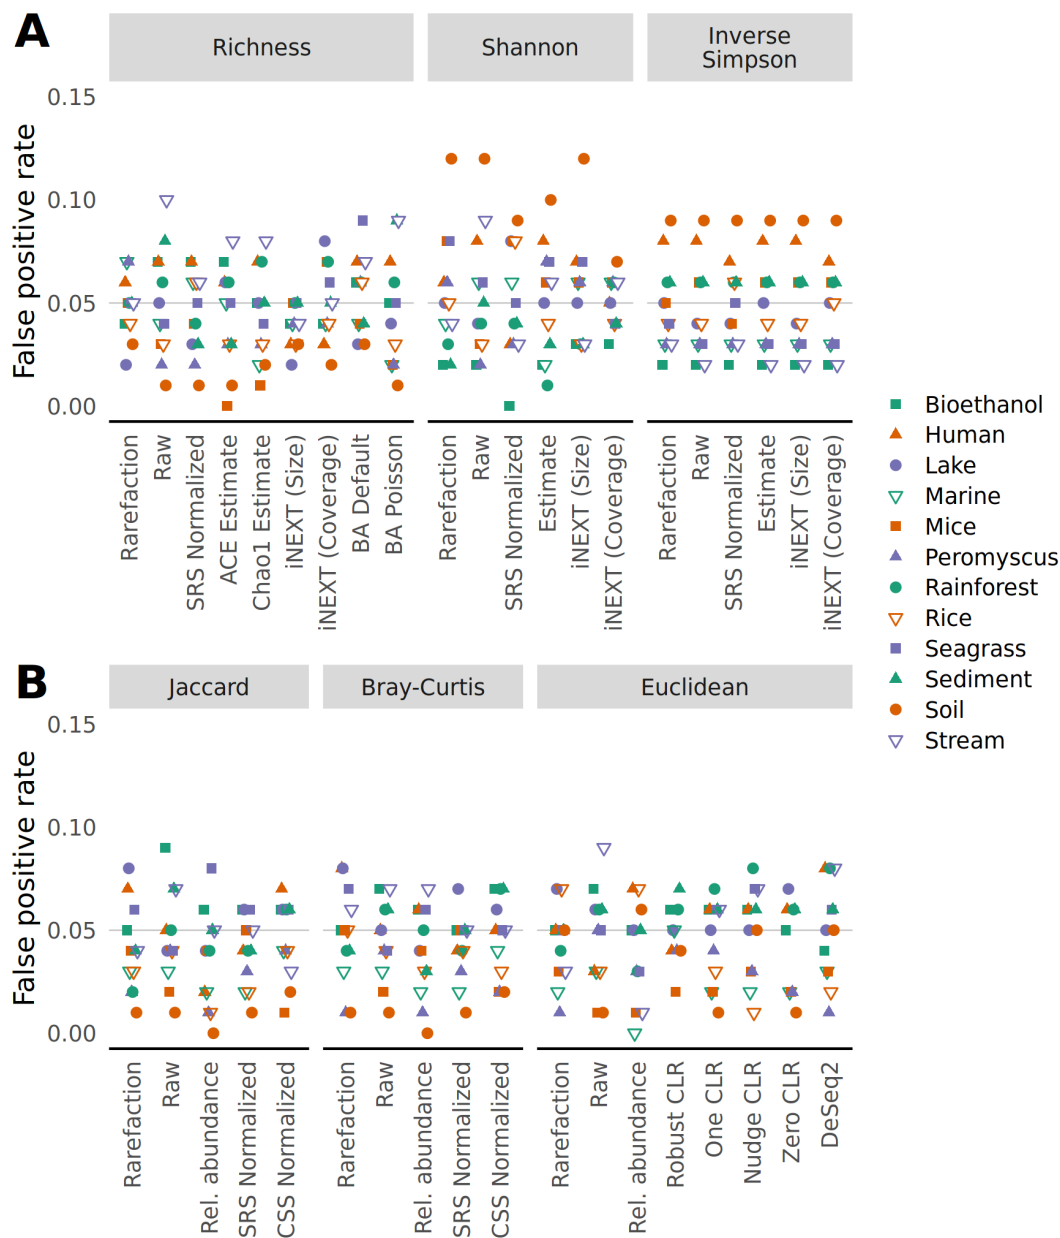 A
Richness
Shannon
Inverse
Simpson
False positive rate
0.15
0.10
0.05
0.00
Rarefaction
Raw
SRS Normalized
ACE Estimate
Chao1 Estimate
iNEXT (Size)
iNEXT (Coverage)
BA Default
BA Poisson
Rarefaction
Raw
SRS Normalized
Estimate
iNEXT (Size)
iNEXT (Coverage)
Rarefaction
Raw
SRS Normalized
Estimate
iNEXT (Size)
iNEXT (Coverage)
Bioethanol
Human
Lake
Marine
Mice
Peromyscus
Rainforest
Rice
Seagrass
Sediment
Soil
Stream
B
Jaccard
Bray-Curtis
Euclidean
False positive rate
0.15
0.10
0.05
0.00
Rarefaction
Raw
Rel. abundance
SRS Normalized
CSS Normalized
Rarefaction
Raw
Rel. abundance
SRS Normalized
CSS Normalized
Rarefaction
Raw
Rel. abundance
Robust CLR
One CLR
Nudge CLR
Zero CLR
DeSeq2